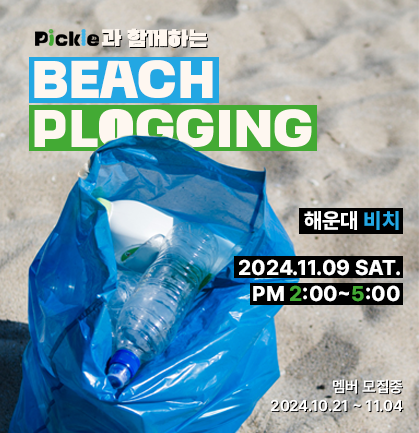 Pickle과 함께하는
BEACH
PLOGGING
해운대 비치
2024.11.09 SAT.
PM 2:00~5:00
멤버 모집중
2024.10.21 ~ 11.04